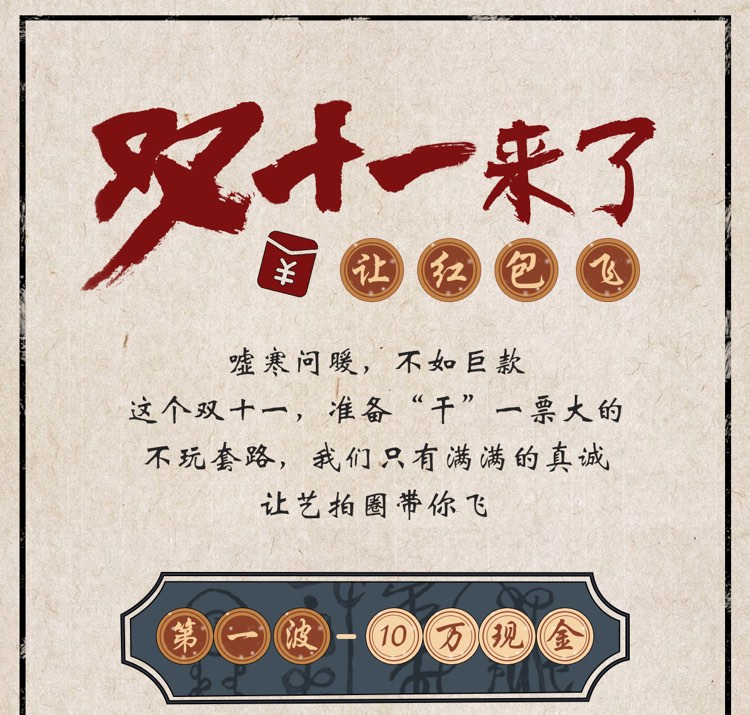 双十一来了
让红包飞
嘘寒问暖，不如巨款
这个双十一，准备“干”一票大的
不玩套路，我们只有满满的真诚
让艺拍圈带你飞
第一波-10万现金